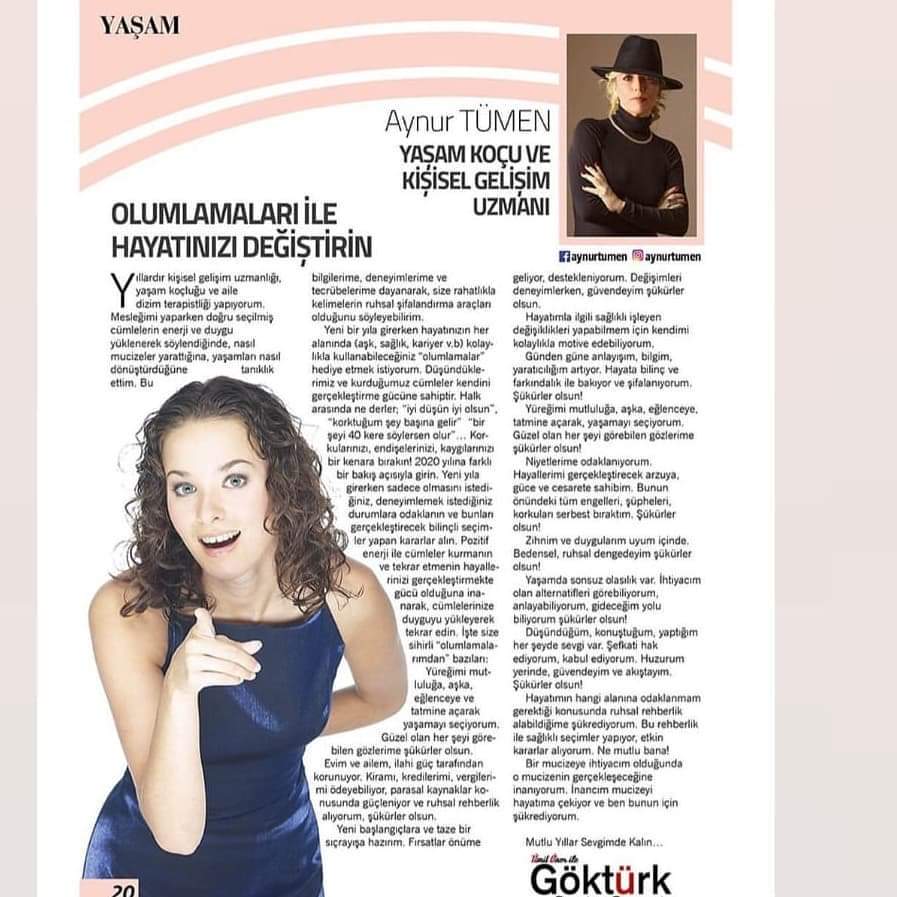 YAŞAM
Aynur TÜMEN
YAŞAM KOÇU VE
KİŞİSEL GELİŞİM
UZMANI
aynurtumen aynurtumen
OLUMLAMALARI İLE
HAYATINIZI DEĞİŞTİRİN
Yıllardır kişisel gelişim uzmanlığı,
yaşam koçluğu ve aile
dizim terapistliği yapıyorum.
Mesleğimi yaparken doğru seçilmiş
cümlelerin enerji ve duygu
yüklenerek söylendiğinde, nasıl
mucizeler yarattığına, yaşamları nasıl
dönüştürdüğüne tanıklık
ettim. Bu
bilgilerime, deneyimlerime ve
tecrübelerime dayanarak, size rahatlıkla
kelimelerin ruhsal şifalandırma araçları
olduğunu söyleyebilirim.
Yeni bir yıla girerken hayatınızın her
alanında (aşk, sağlık, kariyer v.b) kolay-
lıkla kullanabileceğiniz "olumlamalar"
hediye etmek istiyorum. Düşündükle-
rimiz ve kurduğumuz cümleler kendini
gerçekleştirme gücüne sahiptir. Halk
arasında ne derler; "iyi düşün iyi olsun",
"korktuğum şey başına gelir" "bir
şeyi 40 kere söylersen olur"... Kor-
kularınızı, endişelerinizi, kaygılarınızı
bir kenara bırakın! 2020 yılına farklı
bir bakış açısıyla girin. Yeni yıla
girerken sadece olmasını istedi-
ğiniz, deneyimlemek istediğiniz
durumlara odaklanın ve bunları
gerçekleştirecek bilinçli seçim-
ler yapan kararlar alın. Pozitif
enerji ile cümleler kurmanın
ve tekrar etmenin hayalle-
rinizi gerçekleştirmekte
gücü olduğuna ina-
narak, cümlelerinize
duyguyu yükleyerek
tekrar edin. İşte size
sihirli "olumlamala-
rımdan" bazıları:
Yüreğimi mut-
luluğa, aşka,
eğlenceye ve
tatmine açarak
yaşamayı seçiyorum.
Güzel olan her şeyi göre-
bilen gözlerime şükürler olsun.
Evim ve ailem, ilahi güç tarafından
korunuyor. Kiramı, kredilerimi, vergileri-
mi ödeyebiliyor, parasal kaynaklar ko-
nusunda güçleniyor ve ruhsal rehberlik
alıyorum, şükürler olsun.
Yeni başlangıçlara ve taze bir
sıçrayışa hazırım. Fırsatlar önüme
geliyor, destekleniyorum. Değişimleri
deneyimlerken, güvendeyim şükürler
olsun.
Hayatımla ilgili sağlıklı işleyen
değişiklikleri yapabilmem için kendimi
kolaylıkla motive edebiliyorum.
Günden güne anlayışım, bilgim,
yaratıcılığım artıyor. Hayata bilinç ve
farkındalık ile bakıyor ve şifalanıyorum.
Şükürler olsun!
Yüreğimi mutluluğa, aşka, eğlenceye,
tatmine açarak, yaşamayı seçiyorum.
Güzel olan her şeyi görebilen gözlerime
şükürler olsun!
Niyetlerime odaklanıyorum.
Hayallerimi gerçekleştirecek arzuya,
güce ve cesarete sahibim. Bunun
önündeki tüm engelleri, şüpheleri,
korkuları serbest bıraktım. Şükürler
olsun!
Zihnim ve duygularım uyum içinde.
Bedensel, ruhsal dengedeyim şükürler
olsun!
Yaşamda sonsuz olasılık var. İhtiyacım
olan alternatifleri görebiliyorum,
anlayabiliyorum, gideceğim yolu
biliyorum şükürler olsun!
Düşündüğüm, konuştuğum, yaptığım
her şeyde sevgi var. Şefkati hak
ediyorum, kabul ediyorum. Huzurum
yerinde, güvendeyim ve akıştayım.
Şükürler olsun!
Hayatımın hangi alanına odaklanmam
gerektiği konusunda ruhsal rehberlik
alabildiğime şükrediyorum. Bu rehberlik
ile sağlıklı seçimler yapıyor, etkin
kararlar alıyorum. Ne mutlu bana!
Bir mucizeye ihtiyacım olduğunda
o mucizenin gerçekleşeceğine
inanıyorum. İnancım mucizeyi
hayatıma çekiyor ve ben bunun için
şükrediyorum.
Mutlu Yıllar Sevgimde Kalın...
Göktürk
20